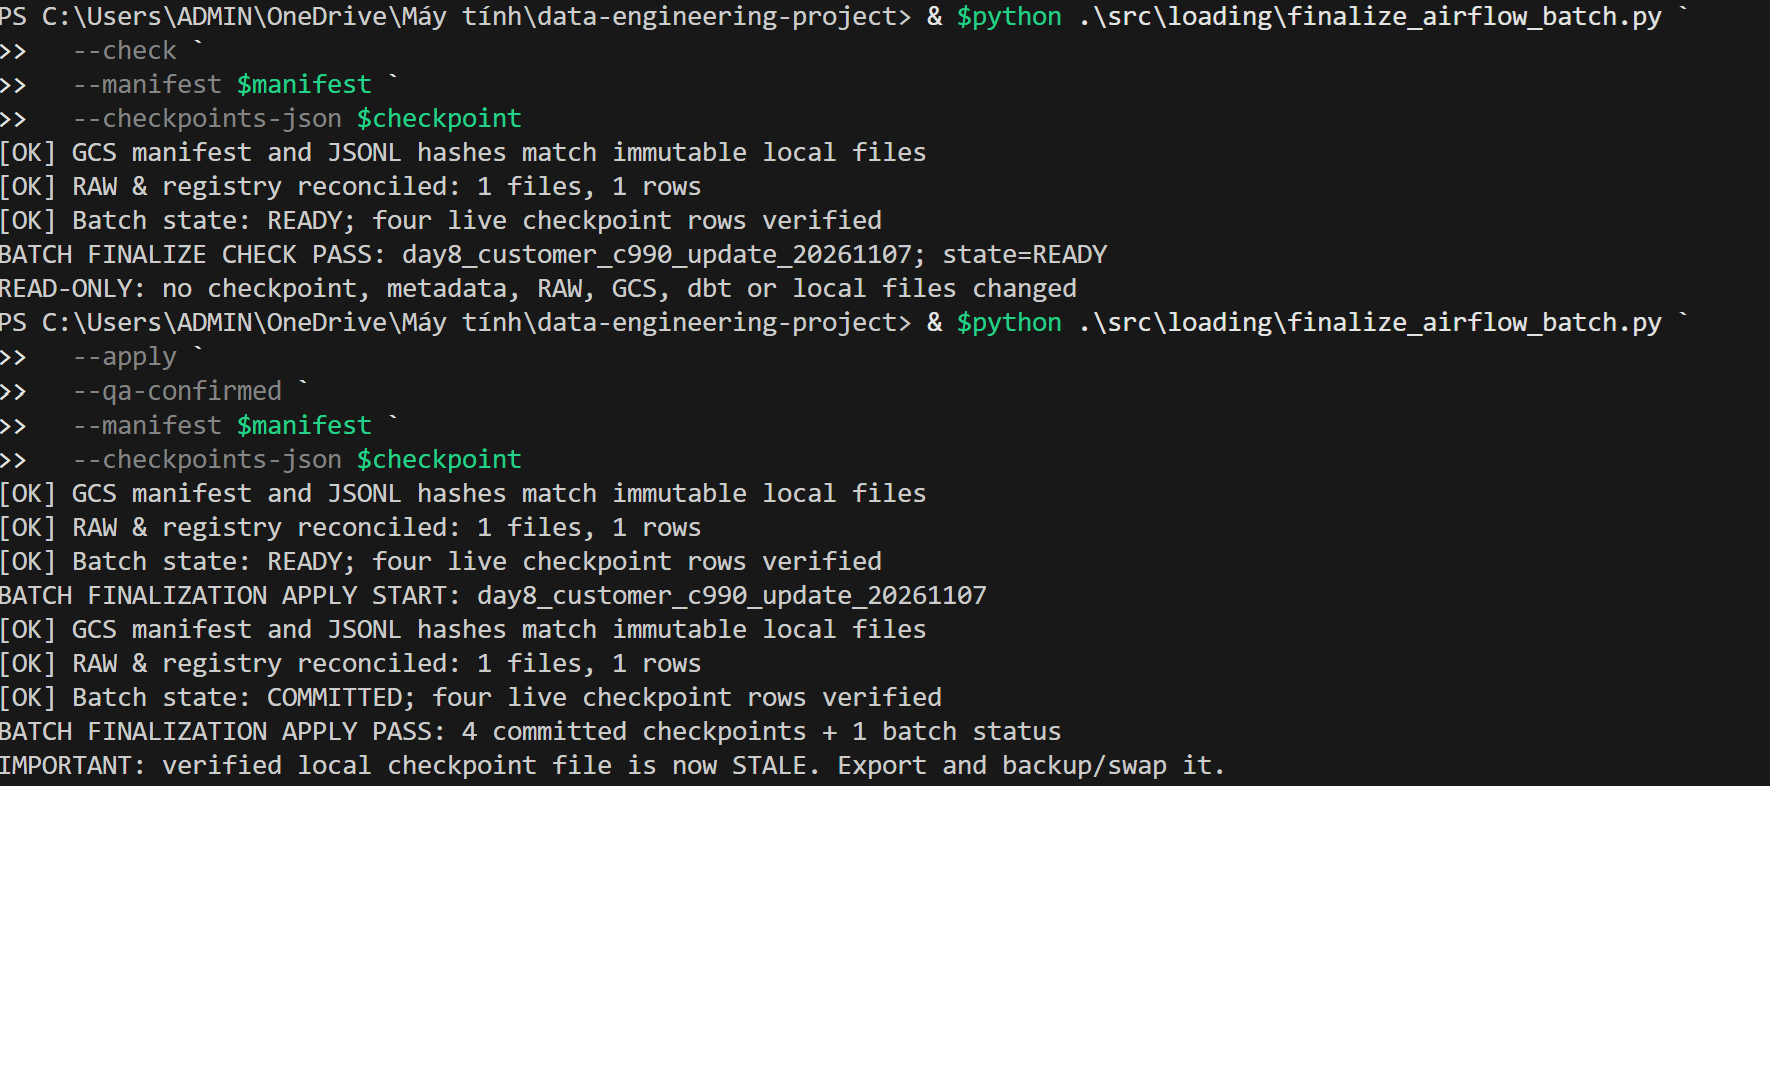 PS C:\Users\ADMIN\OneDrive\Máy tính\data-engineering-project> & $python .\src\loading\finalize_airflow_batch.py `
>>   --check `
>>   --manifest $manifest `
>>   --checkpoints-json $checkpoint
[OK] GCS manifest and JSONL hashes match immutable local files
[OK] RAW & registry reconciled: 1 files, 1 rows
[OK] Batch state: READY; four live checkpoint rows verified
BATCH FINALIZE CHECK PASS: day8_customer_c990_update_20261107; state=READY
READ-ONLY: no checkpoint, metadata, RAW, GCS, dbt or local files changed
PS C:\Users\ADMIN\OneDrive\Máy tính\data-engineering-project> & $python .\src\loading\finalize_airflow_batch.py `
>>   --apply `
>>   --qa-confirmed `
>>   --manifest $manifest `
>>   --checkpoints-json $checkpoint
[OK] GCS manifest and JSONL hashes match immutable local files
[OK] RAW & registry reconciled: 1 files, 1 rows
[OK] Batch state: READY; four live checkpoint rows verified
BATCH FINALIZATION APPLY START: day8_customer_c990_update_20261107
[OK] GCS manifest and JSONL hashes match immutable local files
[OK] RAW & registry reconciled: 1 files, 1 rows
[OK] Batch state: COMMITTED; four live checkpoint rows verified
BATCH FINALIZATION APPLY PASS: 4 committed checkpoints + 1 batch status
IMPORTANT: verified local checkpoint file is now STALE. Export and backup/swap it.